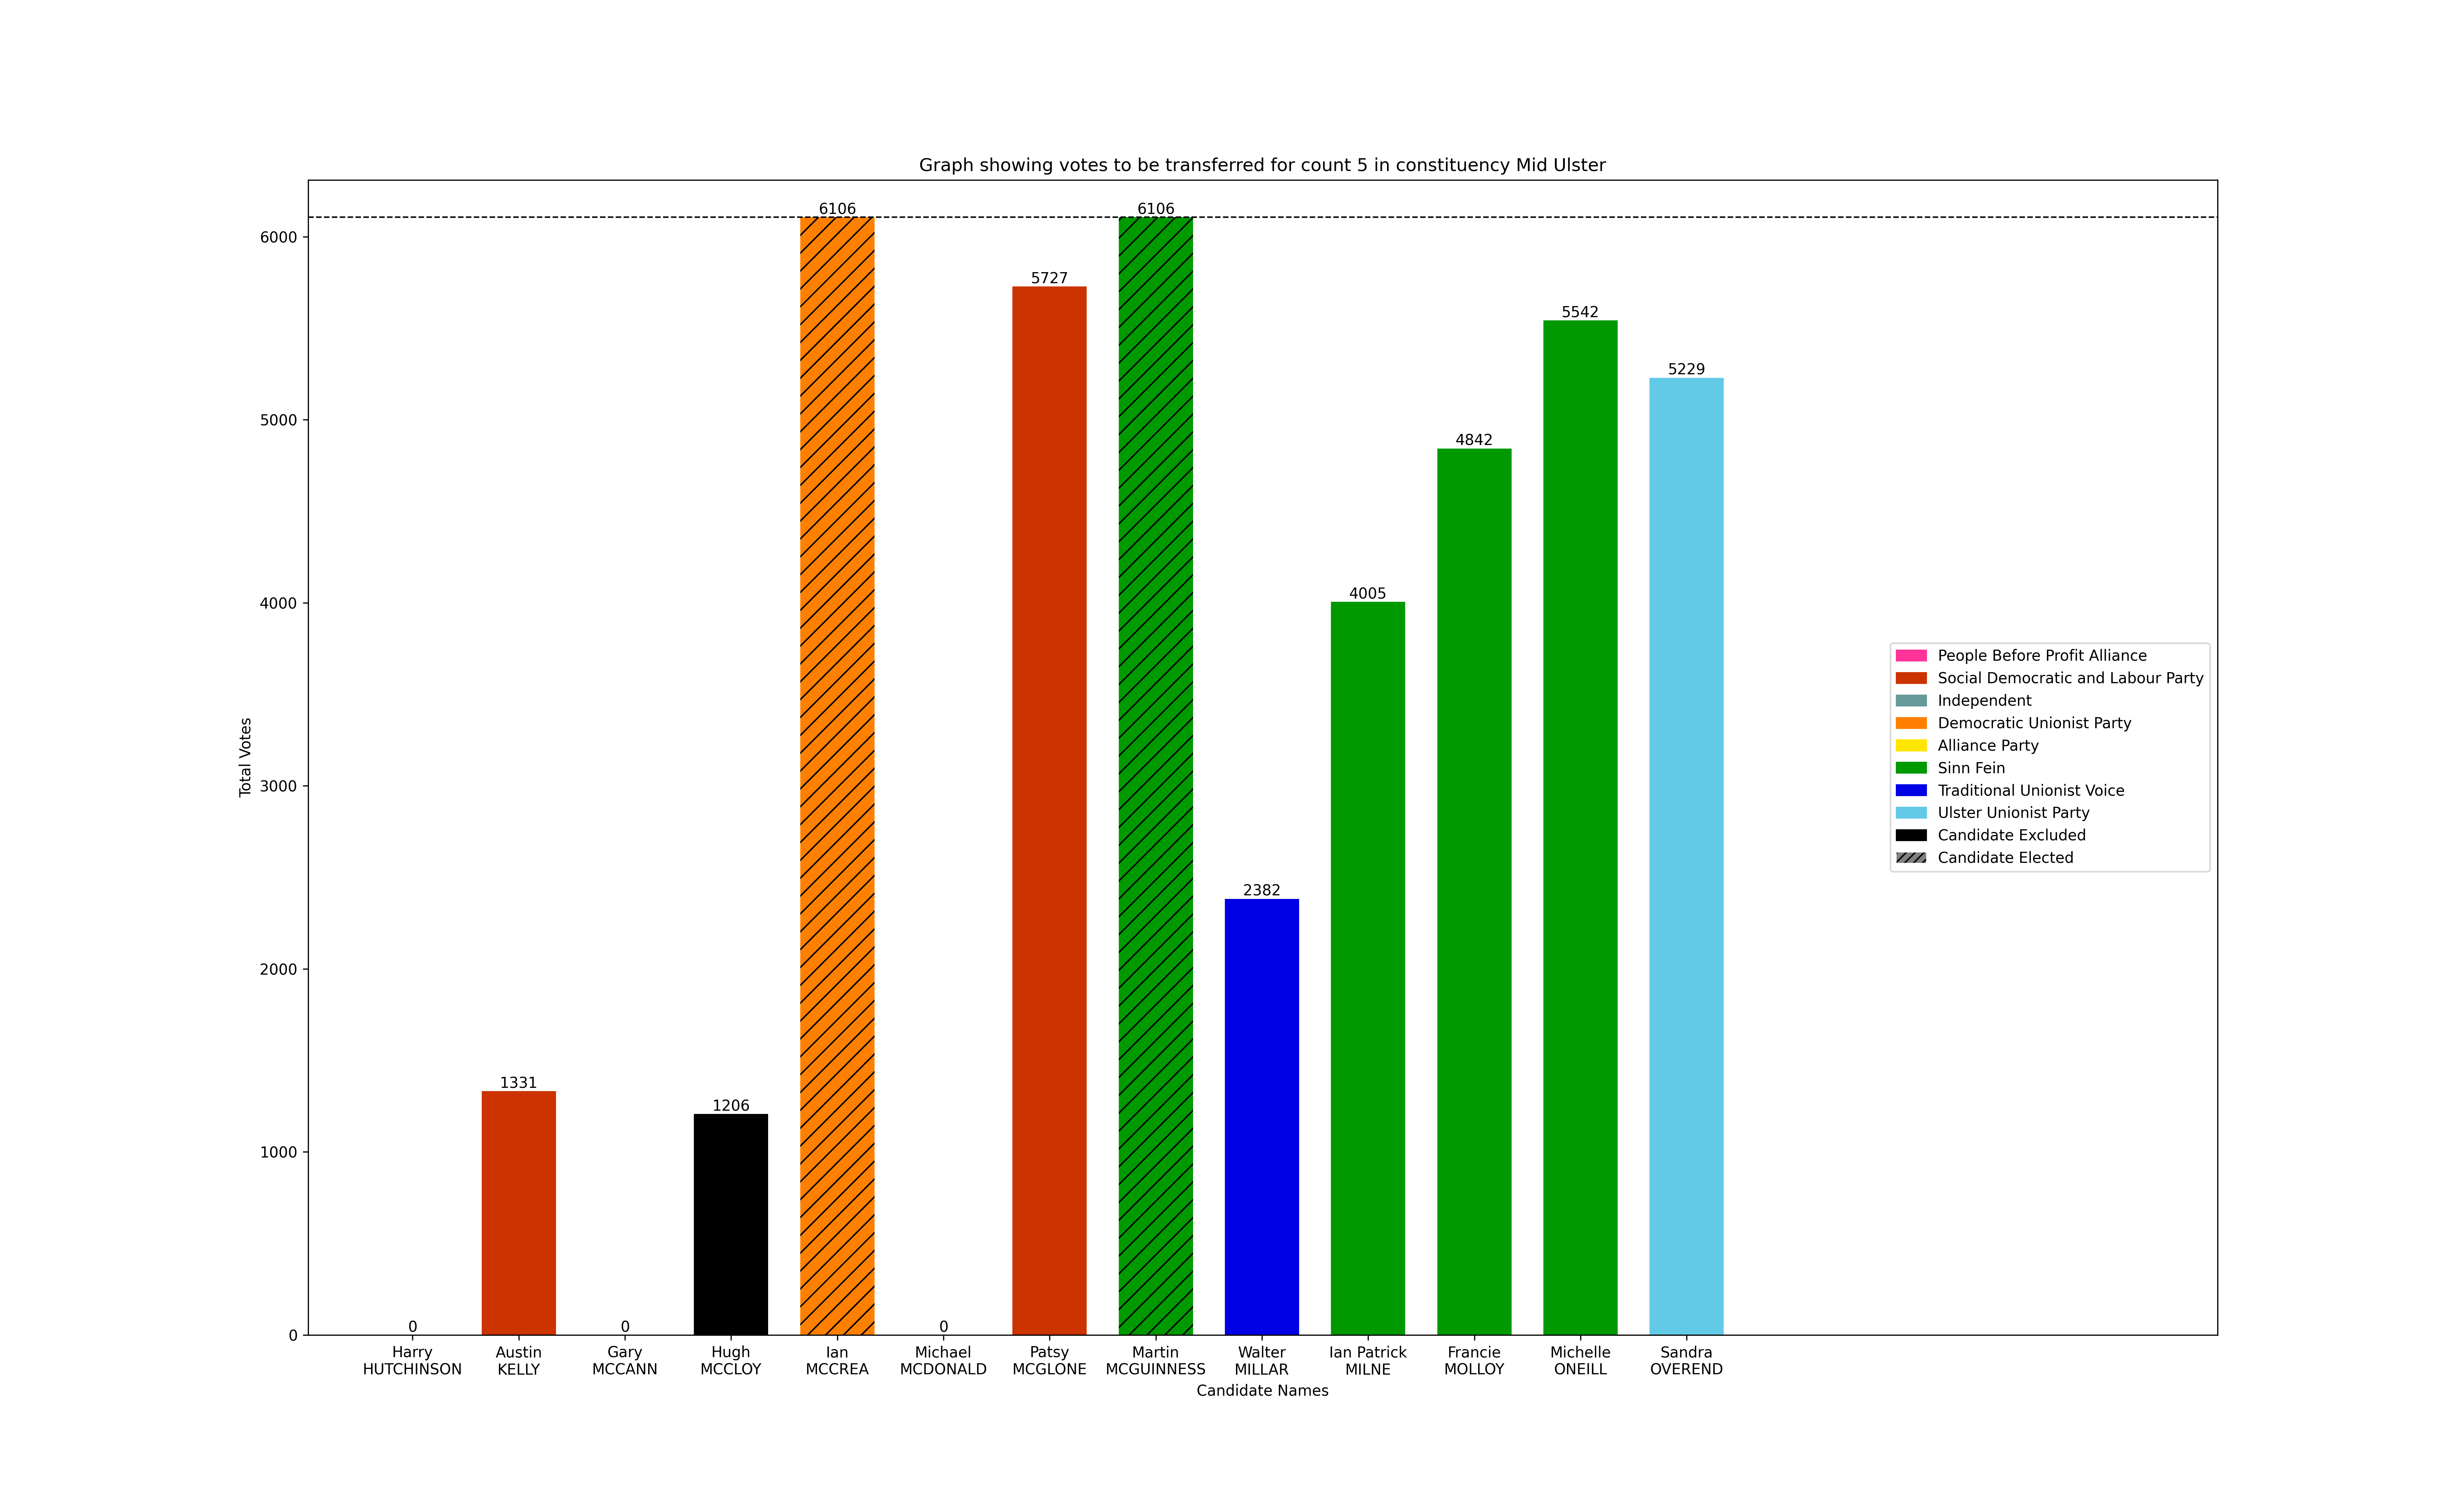 Graph showing votes to be transferred for count 5 in constituency Mid Ulster
6106
6106
6000
5727
5542
5229
5000
4842
4005
4000
3000
2382
2000
1331
1206
1000
0
0
0
0
Total Votes
People Before Profit Alliance
Social Democratic and Labour Party
Independent
Democratic Unionist Party
Alliance Party
Sinn Fein
Traditional Unionist Voice
Ulster Unionist Party
Candidate Excluded
Candidate Elected
Harry
HUTCHINSON
Austin
KELLY
Gary
MCCANN
Hugh
MCCLOY
Ian
MCCREA
Michael
MCDONALD
Patsy
MCGLONE
Martin
MCGUINNESS
Walter
MILLAR
Ian Patrick
MILNE
Francie
MOLLOY
Michelle
ONEILL
Sandra
OVEREND
Candidate Names